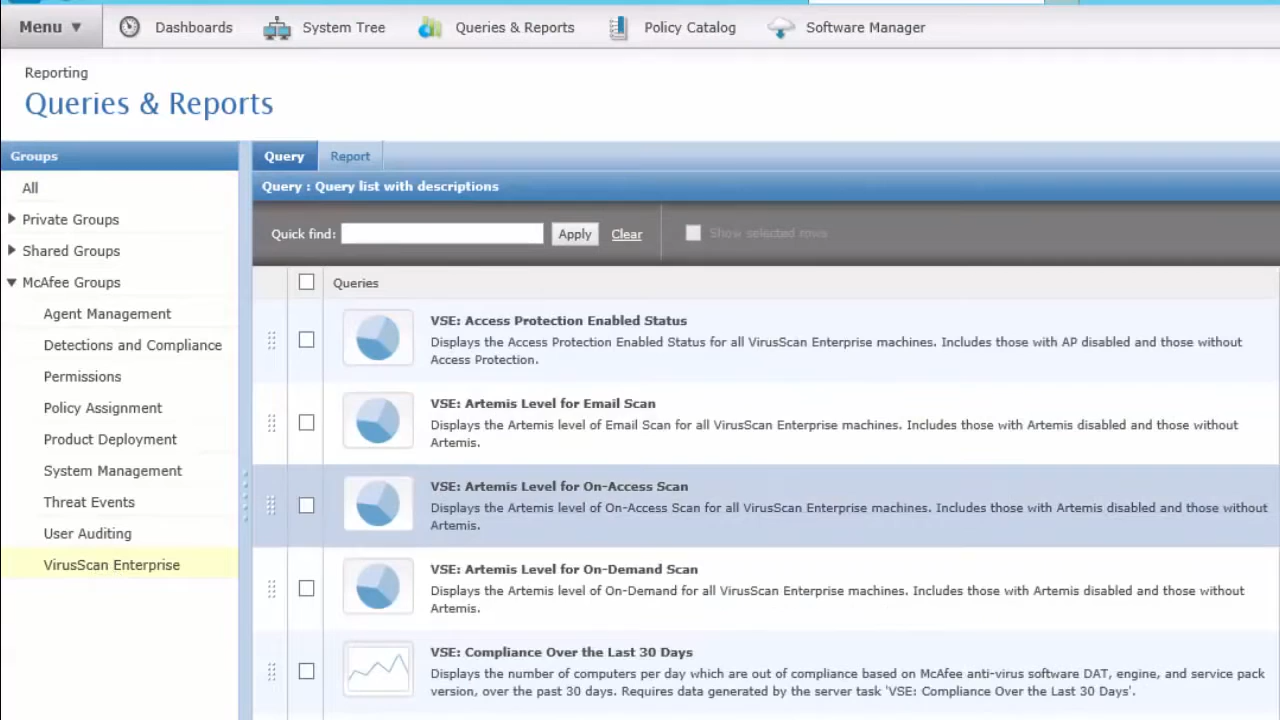 Menu ▼ Dashboards System Tree Queries & Reports Policy Catalog Software Manager
Reporting
Queries & Reports
Groups
All
Private Groups
Shared Groups
McAfee Groups
Agent Management
Detections and Compliance
Permissions
Policy Assignment
Product Deployment
System Management
Threat Events
User Auditing
VirusScan Enterprise
Query Report
Query : Query list with descriptions
Quick find: Apply Clear Show selected rows
Queries
VSE: Access Protection Enabled Status
Displays the Access Protection Enabled Status for all VirusScan Enterprise machines. Includes those with AP disabled and those without
Access Protection.
VSE: Artemis Level for Email Scan
Displays the Artemis level of Email Scan for all VirusScan Enterprise machines. Includes those with Artemis disabled and those without
Artemis.
VSE: Artemis Level for On-Access Scan
Displays the Artemis level of On-Access Scan for all VirusScan Enterprise machines. Includes those with Artemis disabled and those without
Artemis.
VSE: Artemis Level for On-Demand Scan
Displays the Artemis level of On-Demand for all VirusScan Enterprise machines. Includes those with Artemis disabled and those without
Artemis.
VSE: Compliance Over the Last 30 Days
Displays the number of computers per day which are out of compliance based on McAfee anti-virus software DAT, engine, and service pack
version, over the past 30 days. Requires data generated by the server task 'VSE: Compliance Over the Last 30 Days'.